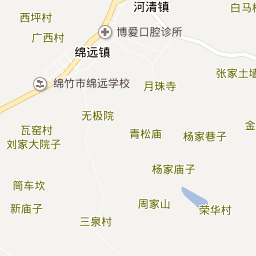 西坪村
河清镇
白马
广西村
博爱口腔诊所
绵远镇
张家土墙
绵竹市绵远学校
月珠寺
无极院
瓦窑村
刘家大院子
青松庙
杨家巷子
杨家庙子
筒车坎
新庙子
周家山
荣华村
三泉村